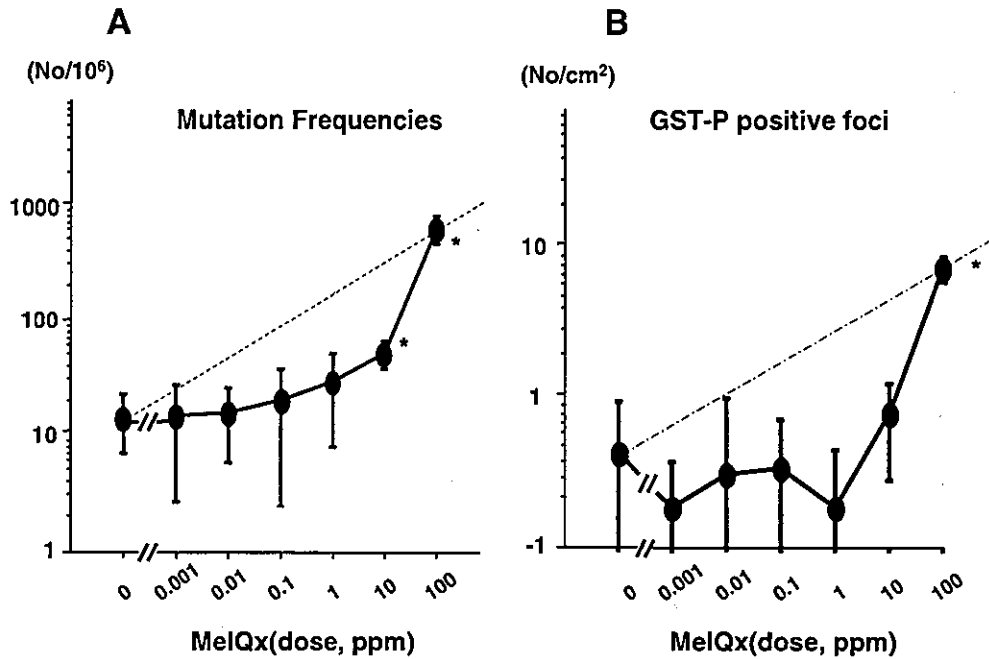 A
(No/10⁶)
Mutation Frequencies
1000
100
10
1
*
*
0 0.001 0.01 0.1 1 10 100
MeIQx(dose, ppm)
B
(No/cm²)
GST-P positive foci
10
1
-1
*
0 0.001 0.01 0.1 1 10 100
MeIQx(dose, ppm)